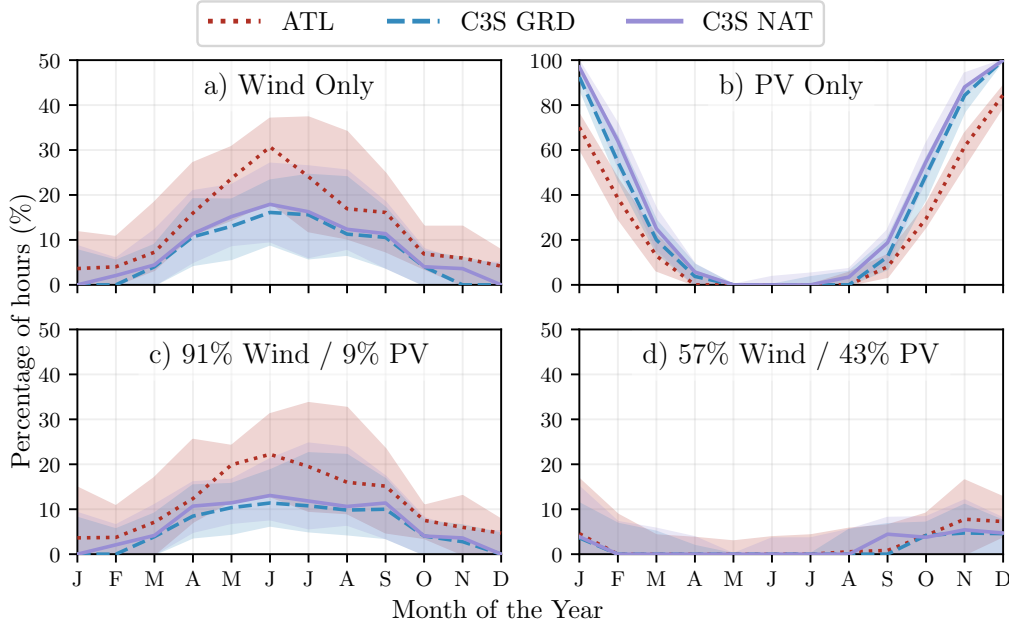 ATL C3S GRD C3S NAT
a) Wind Only
50
40
30
20
10
0
b) PV Only
100
80
60
40
20
0
Percentage of hours (%)
c) 91% Wind / 9% PV
50
40
30
20
10
0
J F M A M J J A S O N D
d) 57% Wind / 43% PV
50
40
30
20
10
0
J F M A M J J A S O N D
Month of the Year